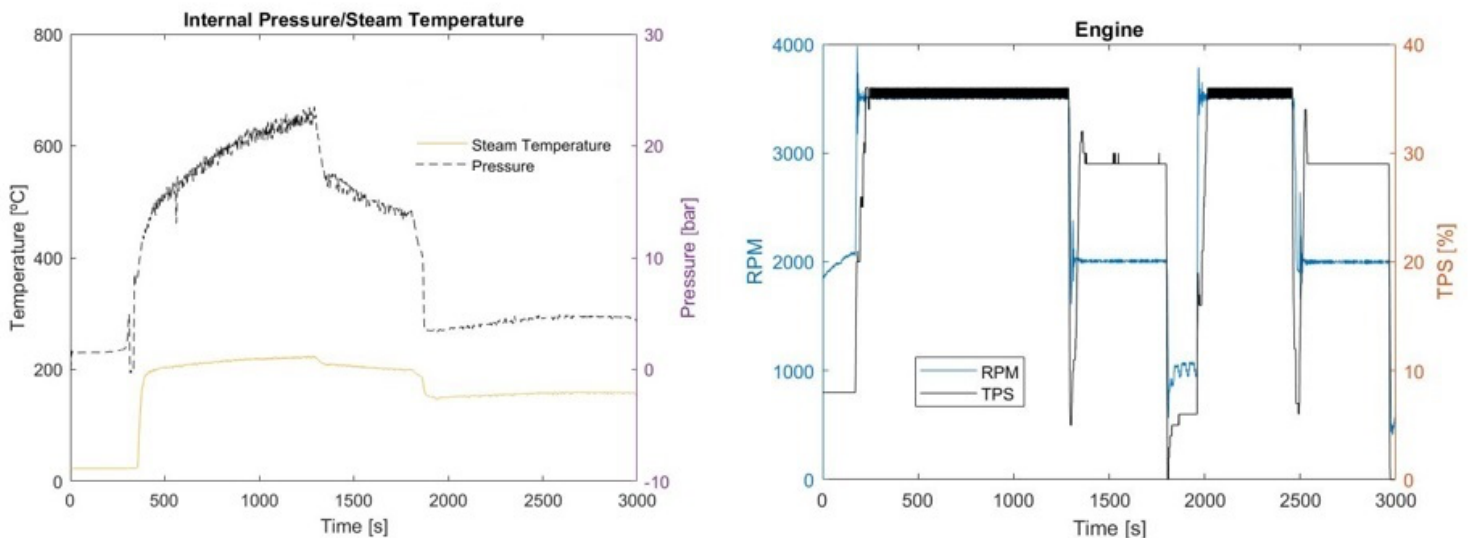 Internal Pressure/Steam Temperature
800
600
400
200
0
Temperature [ºC]
30
20
10
0
-10
Pressure [bar]
Steam Temperature
Pressure
0
500
1000
1500
2000
2500
3000
Time [s]
Engine
4000
3000
2000
1000
0
RPM
40
30
20
10
0
TPS [%]
RPM
TPS
0
500
1000
1500
2000
2500
3000
Time [s]